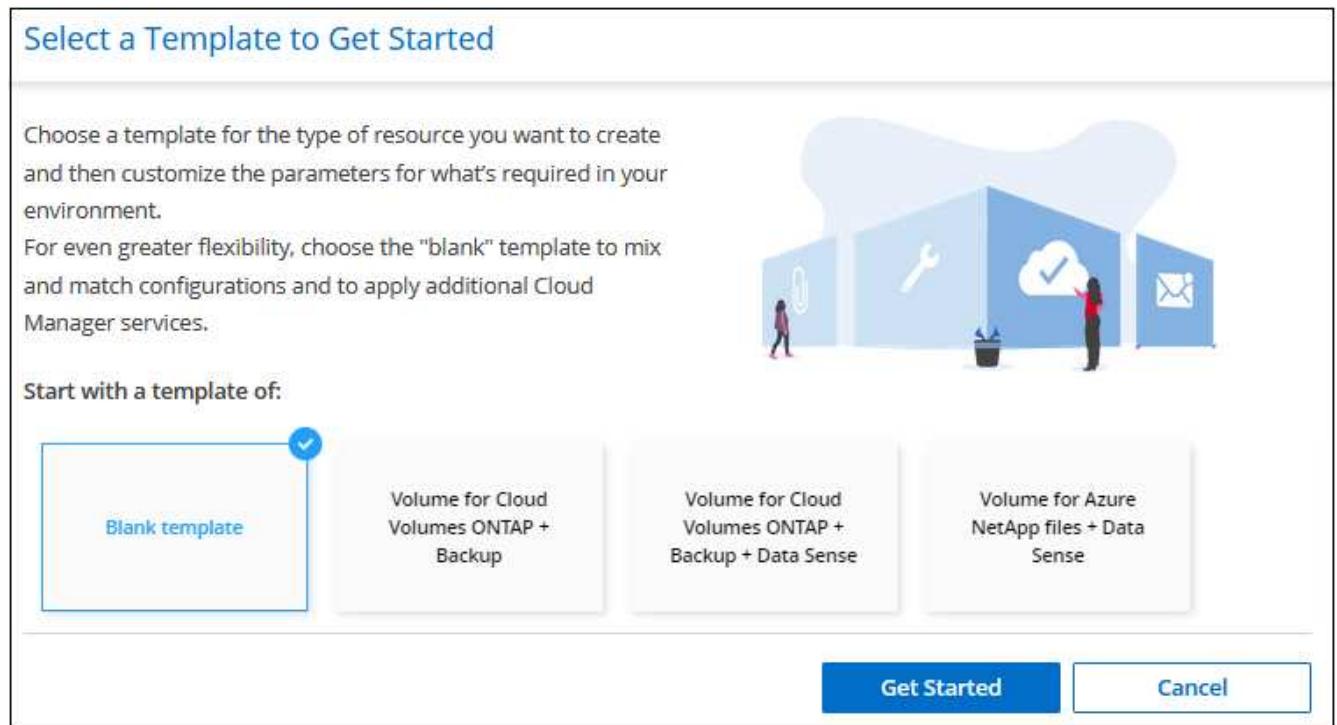 Select a Template to Get Started
Choose a template for the type of resource you want to create
and then customize the parameters for what's required in your
environment.
For even greater flexibility, choose the "blank" template to mix
and match configurations and to apply additional Cloud
Manager services.
Start with a template of:
Blank template
Volume for Cloud
Volumes ONTAP +
Backup
Volume for Cloud
Volumes ONTAP +
Backup + Data Sense
Volume for Azure
NetApp files + Data
Sense
Get Started
Cancel